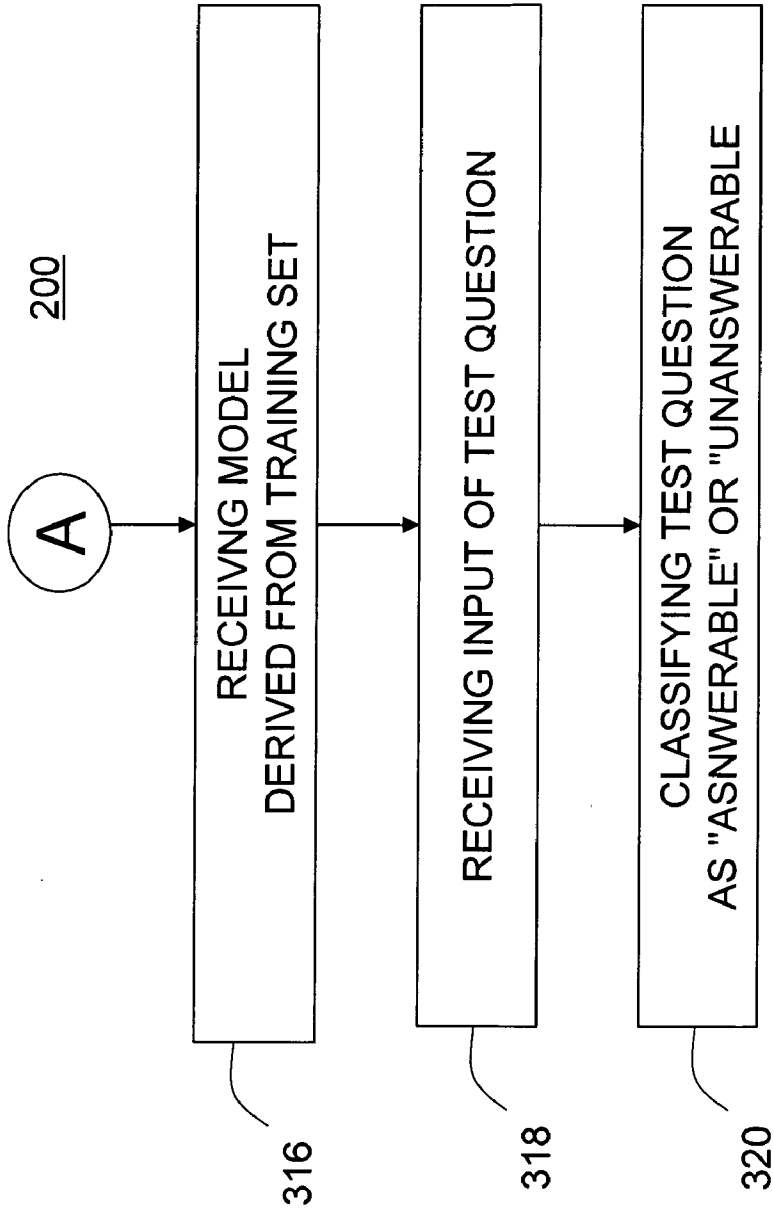 200
A
RECEIVNG MODEL
DERIVED FROM TRAINING SET
316
RECEIVING INPUT OF TEST QUESTION
318
CLASSIFYING TEST QUESTION
AS "ASNWERABLE" OR "UNANSWERABLE
320